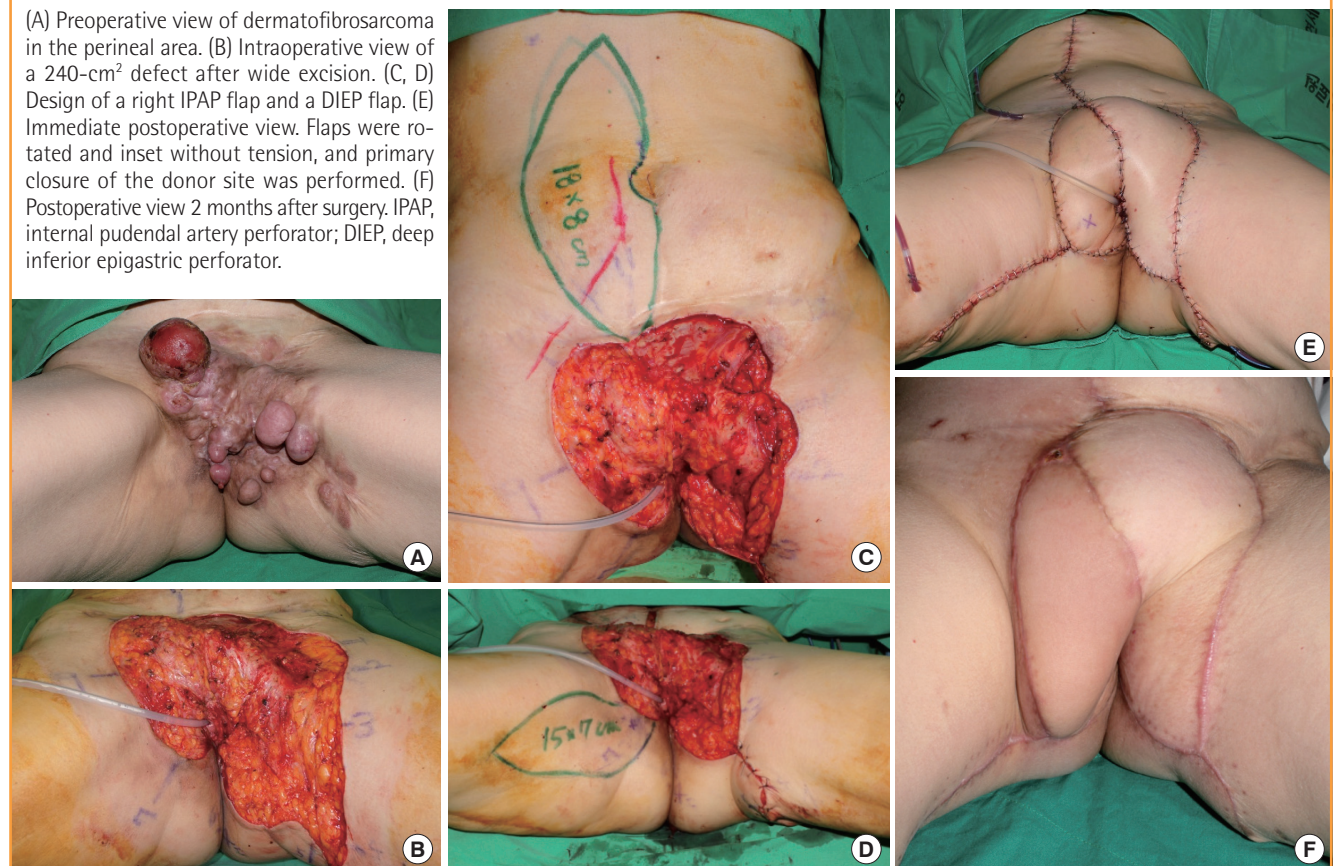 (A) Preoperative view of dermatofibrosarcoma
in the perineal area. (B) Intraoperative view of
a 240-cm² defect after wide excision. (C, D)
Design of a right IPAP flap and a DIEP flap. (E)
Immediate postoperative view. Flaps were ro-
tated and inset without tension, and primary
closure of the donor site was performed. (F)
Postoperative view 2 months after surgery. IPAP,
internal pudendal artery perforator; DIEP, deep
inferior epigastric perforator.
A
B
18 x 8 cm
C
15 x 7 cm
D
E
F